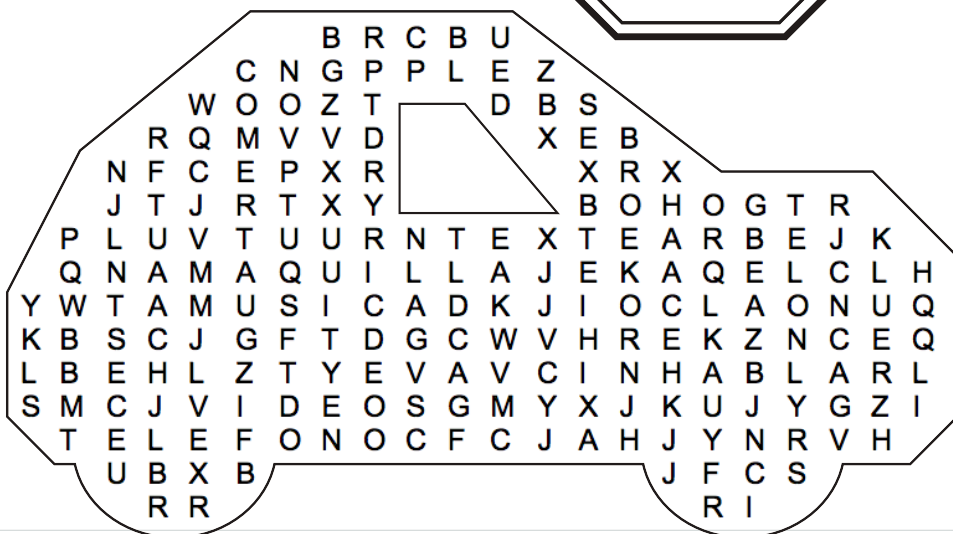 B R C B U
C N G P P L E Z
W O O Z T D B S
R Q M V V D X E B
N F C E P X R X R X
J T J R T X Y B O H O G T R
P L U V T U U R N T E X T E A R B E J K
Q N A M A Q U I L L A J E K A Q E L C L H
Y W T A M U S I C A D K J I O C L A O N U Q
K B S C J G F T D G C W V H R E K Z N C E Q
L B E H L Z T Y E V A V C I N H A B L A R L
S M C J V I D E O S G M Y X J K U J Y G Z I
T E L E F O N O C F C J A H J Y N R V H
U B X B J F C S
R R R I